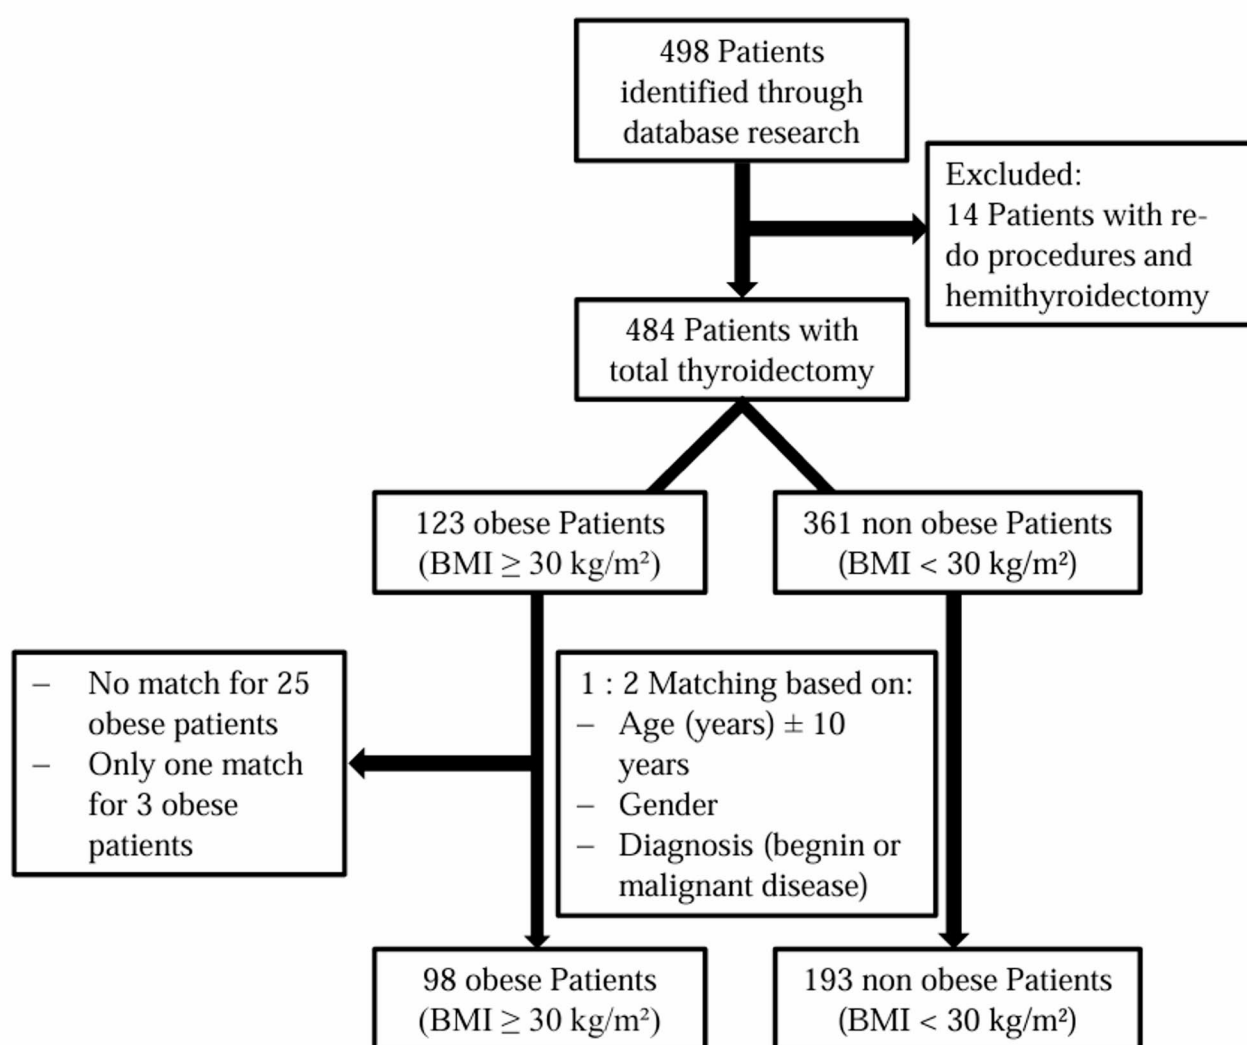 498 Patients
identified through
database research
Excluded:
14 Patients with re-
do procedures and
hemithyroidectomy
484 Patients with
total thyroidectomy
123 obese Patients
(BMI ≥ 30 kg/m²)
361 non obese Patients
(BMI < 30 kg/m²)
– No match for 25
obese patients
– Only one match
for 3 obese
patients
1 : 2 Matching based on:
– Age (years) ± 10
years
– Gender
– Diagnosis (begnin or
malignant disease)
98 obese Patients
(BMI ≥ 30 kg/m²)
193 non obese Patients
(BMI < 30 kg/m²)